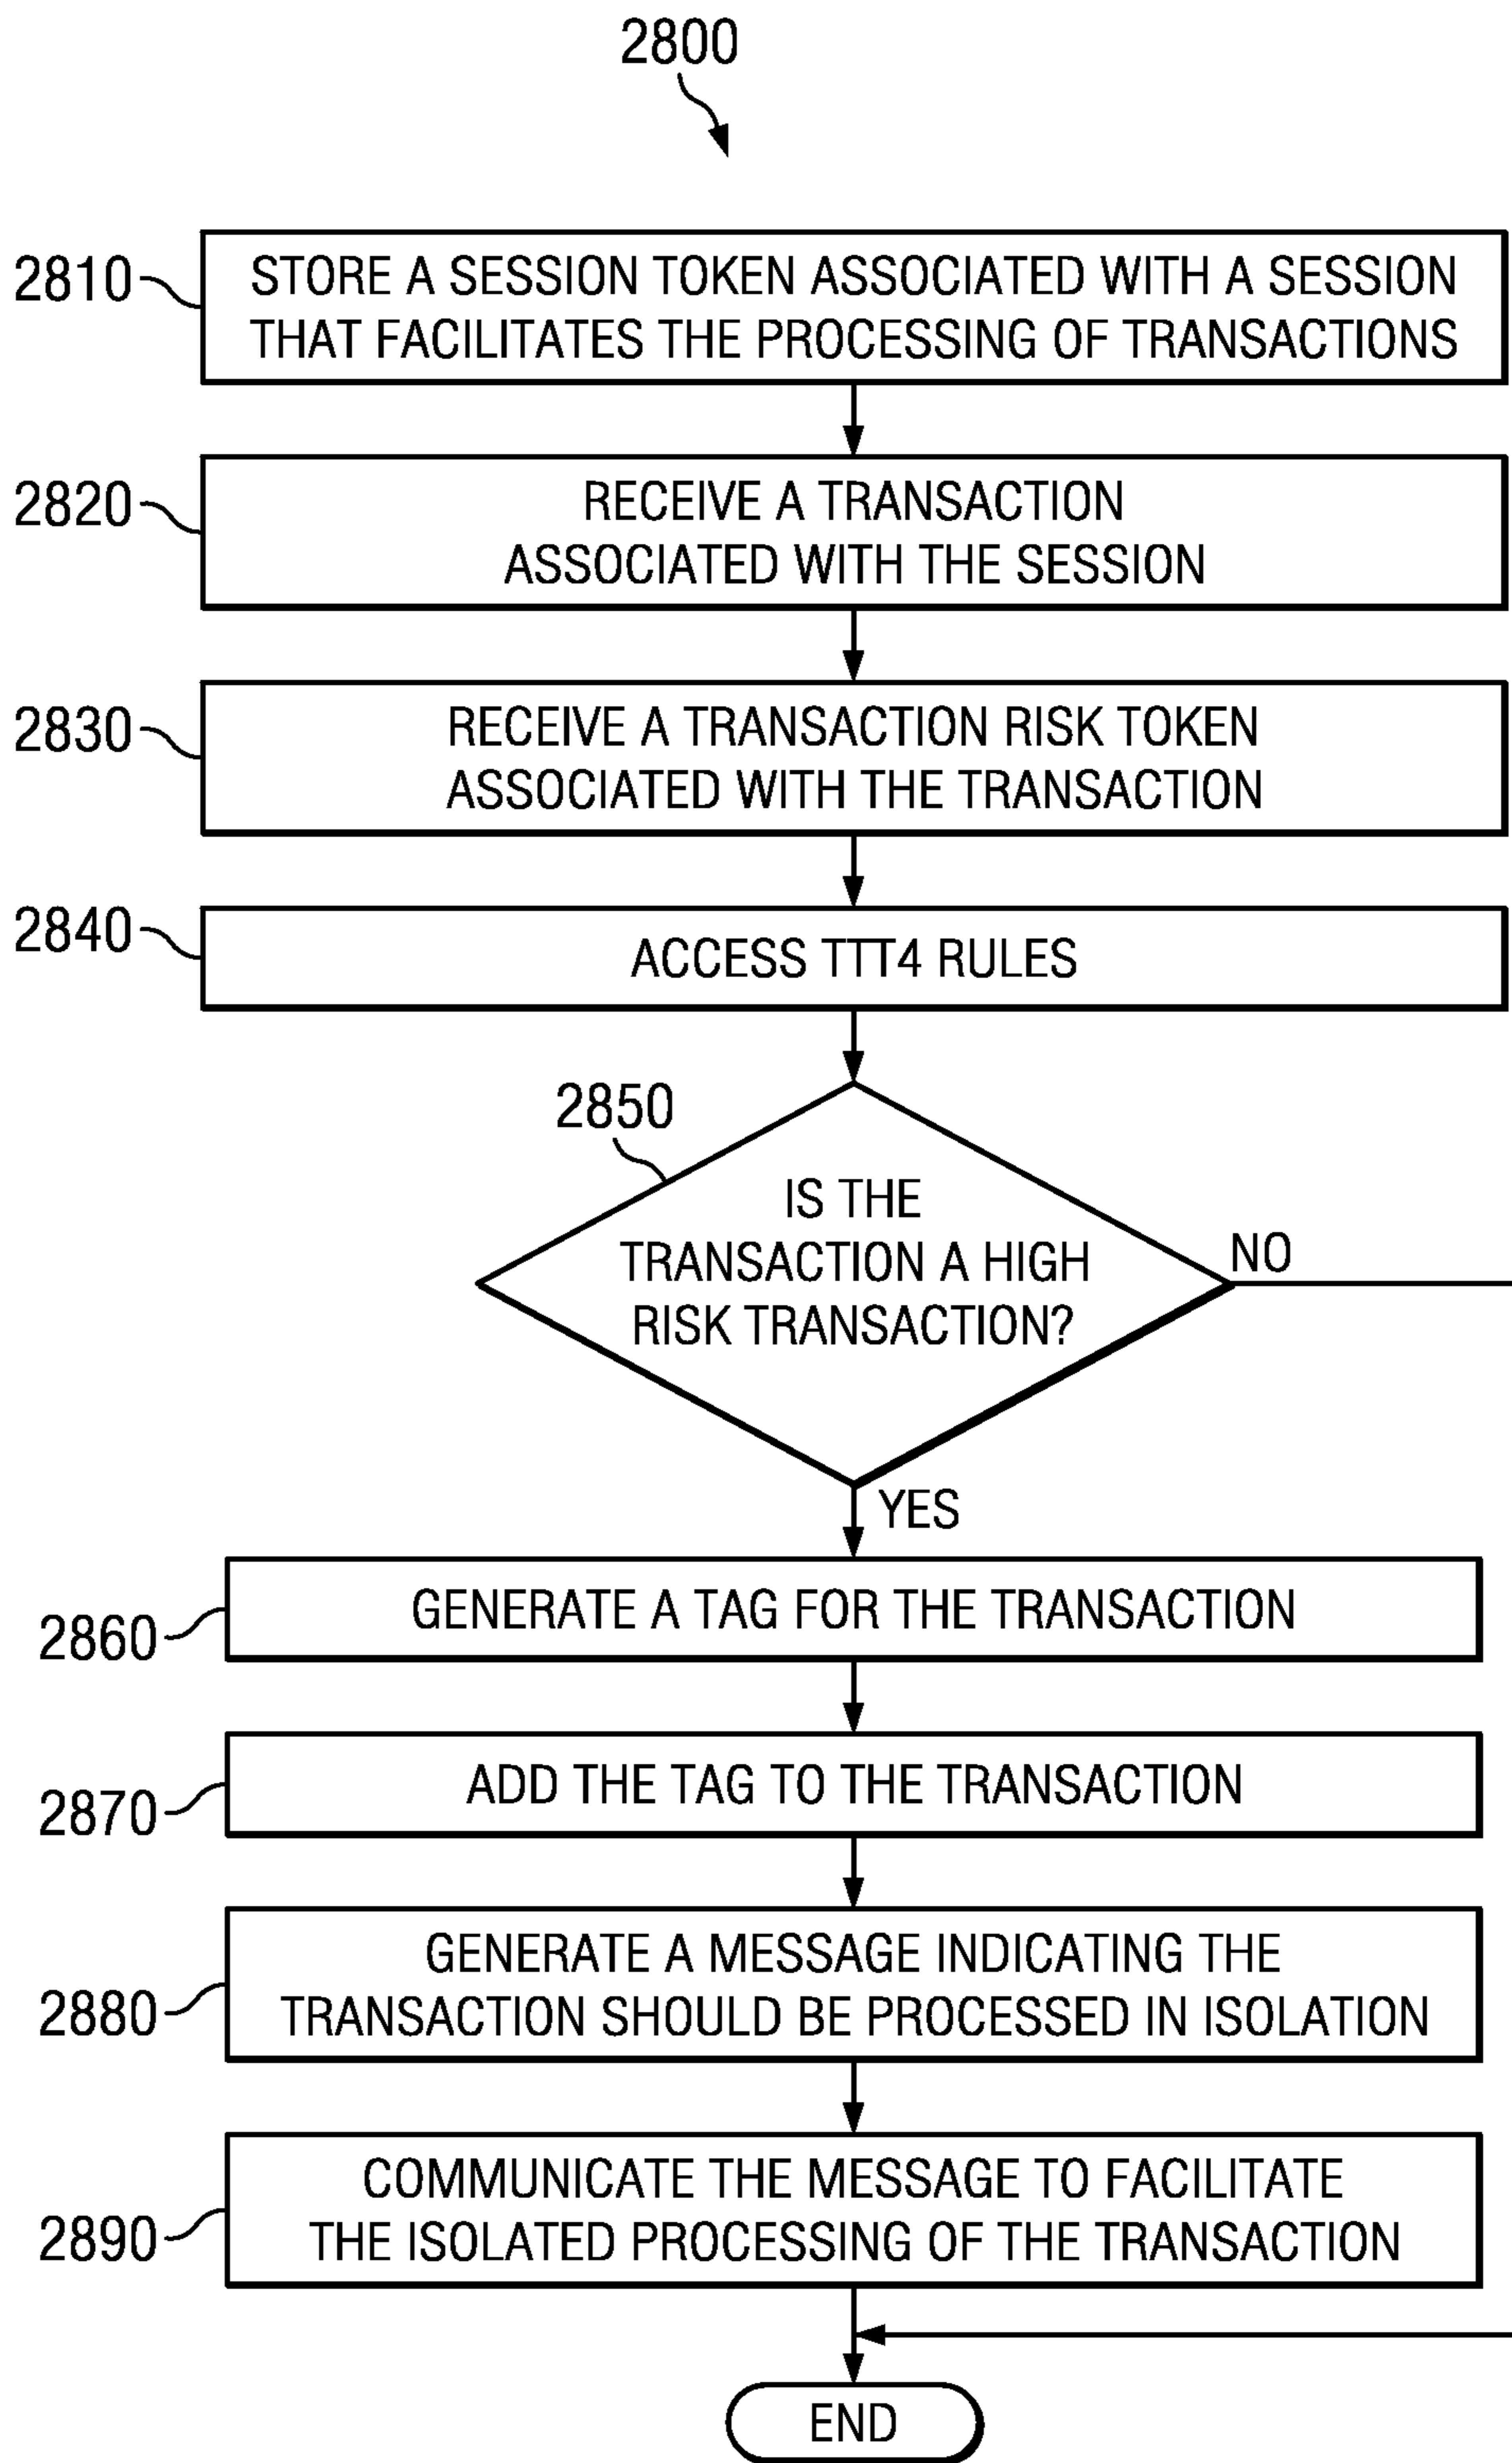 2800
2810
STORE A SESSION TOKEN ASSOCIATED WITH A SESSION
THAT FACILITATES THE PROCESSING OF TRANSACTIONS
2820
RECEIVE A TRANSACTION
ASSOCIATED WITH THE SESSION
2830
RECEIVE A TRANSACTION RISK TOKEN
ASSOCIATED WITH THE TRANSACTION
2840
ACCESS TTT4 RULES
2850
IS THE
TRANSACTION A HIGH
RISK TRANSACTION?
NO
YES
2860
GENERATE A TAG FOR THE TRANSACTION
2870
ADD THE TAG TO THE TRANSACTION
2880
GENERATE A MESSAGE INDICATING THE
TRANSACTION SHOULD BE PROCESSED IN ISOLATION
2890
COMMUNICATE THE MESSAGE TO FACILITATE
THE ISOLATED PROCESSING OF THE TRANSACTION
END